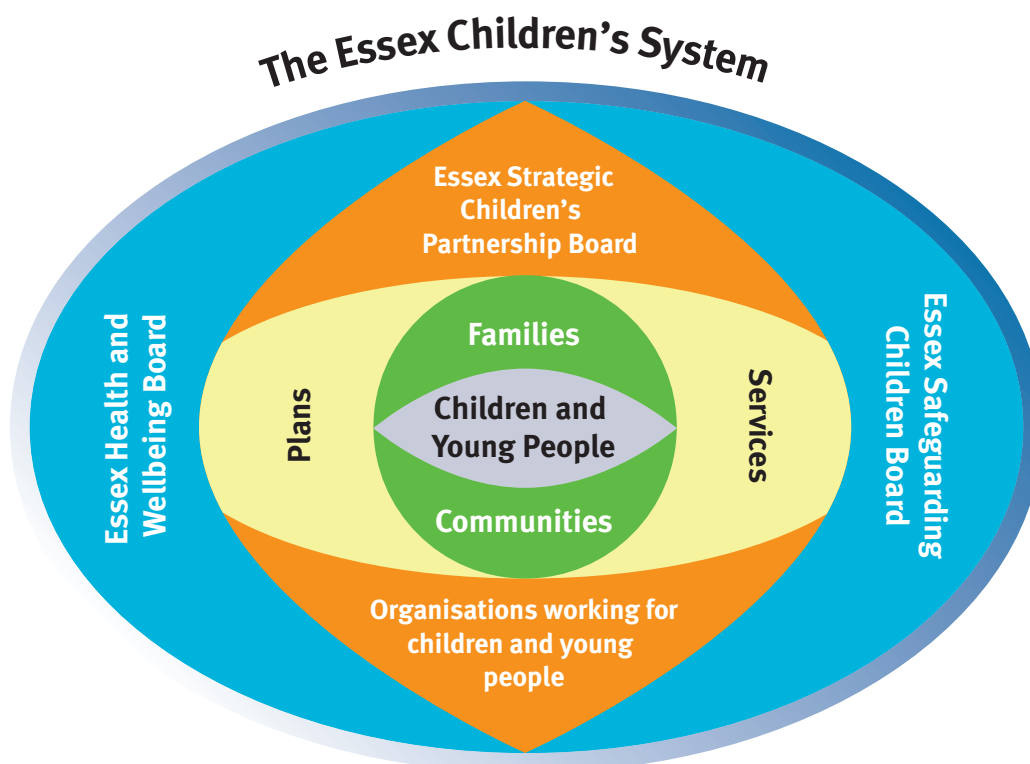 The Essex Children's System
Essex Strategic
Children's
Partnership Board
Essex Health and
Wellbeing Board
Plans
Families
Children and
Young People
Communities
Services
Essex Safeguarding
Children Board
Organisations working for
children and young
people